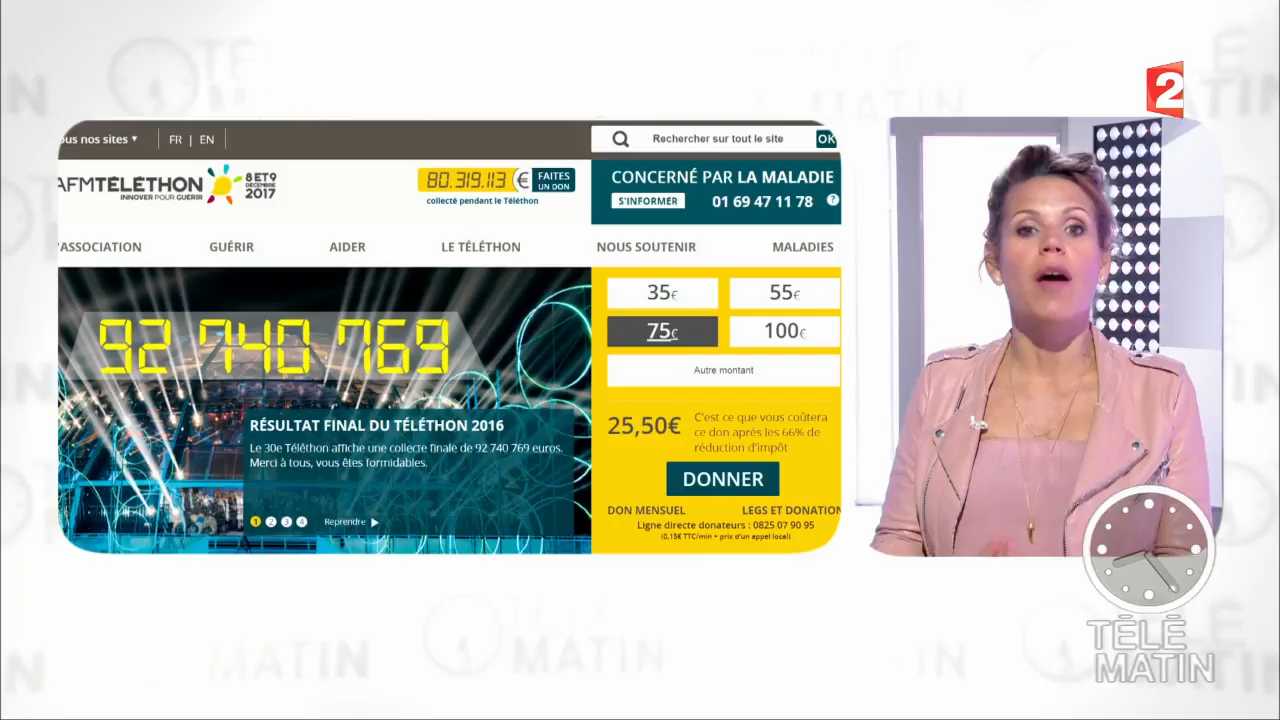 2
ous nos sites
FR | EN
Rechercher sur tout le site
OK
AFMTÉLÉTHON
INNOVER POUR GUÉRIR
8 ET 9
DÉCEMBRE
2017
80.319.113 €
FAITES
UN DON
collecté pendant le Téléthon
CONCERNÉ PAR LA MALADIE
S'INFORMER
01 69 47 11 78
?
'ASSOCIATION
GUÉRIR
AIDER
LE TÉLÉTHON
NOUS SOUTENIR
MALADIES
92 740 769
RÉSULTAT FINAL DU TÉLÉTHON 2016
Le 30e Téléthon affiche une collecte finale de 92 740 769 euros.
Merci à tous, vous êtes formidables.
1 2 3 4
Reprendre
35€
55€
75€
100€
Autre montant
25,50€
C'est ce que vous coûtera
ce don après les 66% de
réduction d'impôt
DONNER
DON MENSUEL
LEGS ET DONATION
Ligne directe donateurs : 0825 07 90 95
(0,15€ TTC/min + prix d'un appel local)
TÉLÉ
MATIN